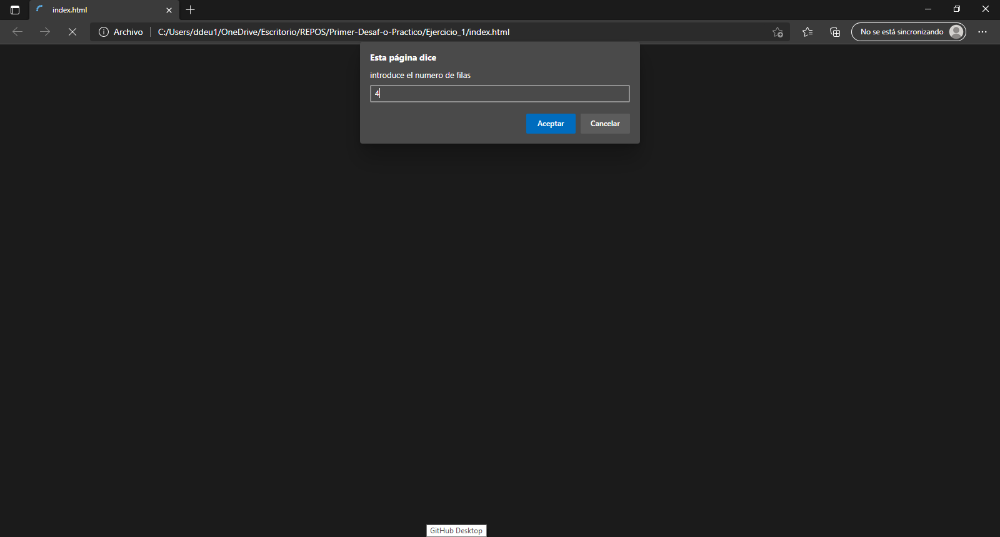 index.html
Archivo
C:/Users/ddeu1/OneDrive/Escritorio/REPOS/Primer-Desaf-o-Practico/Ejercicio_1/index.html
No se está sincronizando
Esta página dice
introduce el numero de filas
4
Aceptar
Cancelar
GitHub Desktop